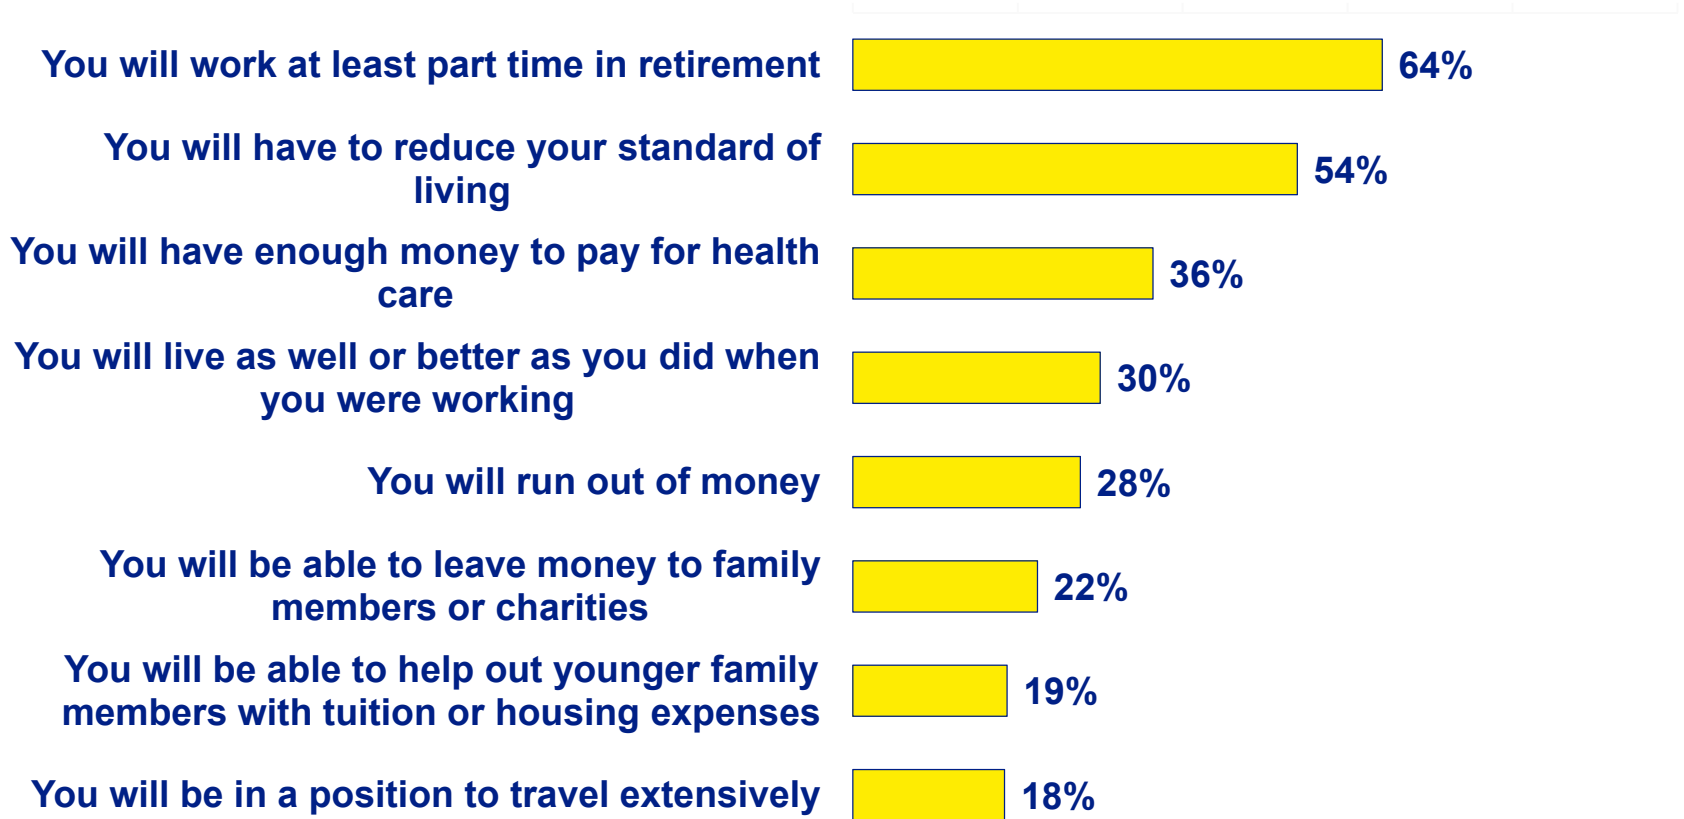 You will work at least part time in retirement
64%
You will have to reduce your standard of
living
54%
You will have enough money to pay for health
care
36%
You will live as well or better as you did when
you were working
30%
You will run out of money
28%
You will be able to leave money to family
members or charities
22%
You will be able to help out younger family
members with tuition or housing expenses
19%
You will be in a position to travel extensively
18%